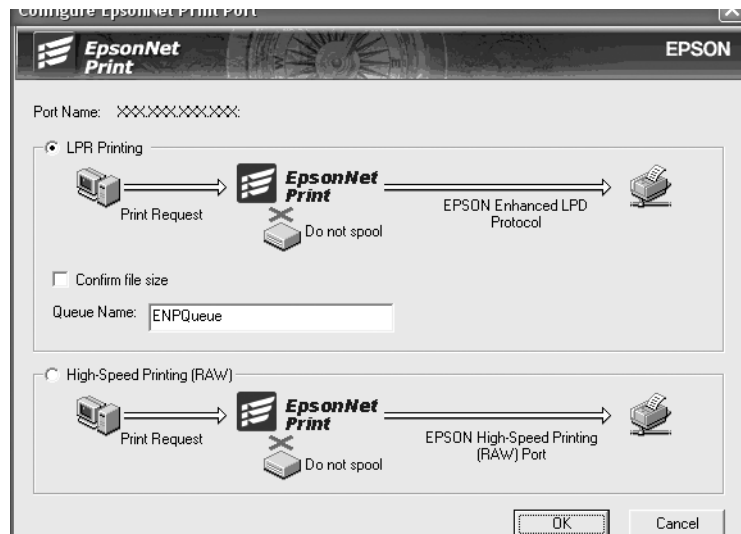 Configure EpsonNet Print Port
EpsonNet
Print
EPSON
Port Name: XXX.XXX.XXX.XXX:
LPR Printing
Print Request
EpsonNet
Print
Do not spool
EPSON Enhanced LPD
Protocol
Confirm file size
Queue Name: ENPQueue
High-Speed Printing (RAW)
Print Request
EpsonNet
Print
Do not spool
EPSON High-Speed Printing
(RAW) Port
OK
Cancel